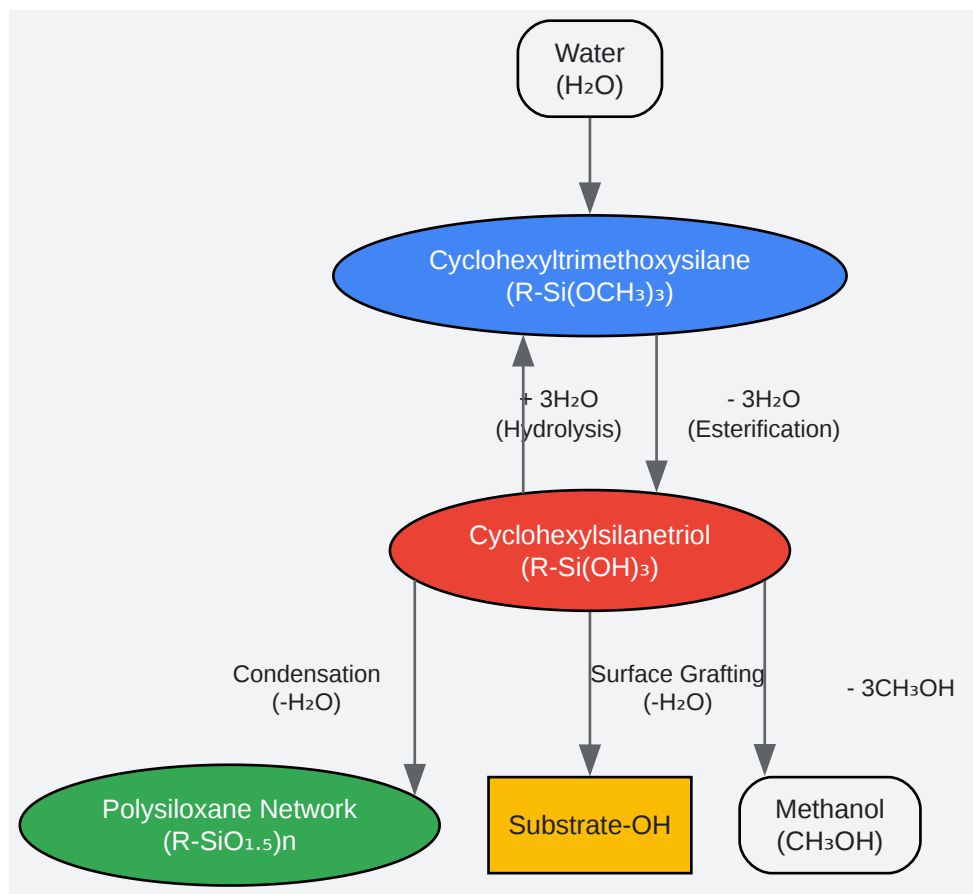 Water
(H₂O)
Cyclohexyltrimethoxysilane
(R-Si(OCH₃)₃)
+ 3H₂O
(Hydrolysis)
- 3H₂O
(Esterification)
Cyclohexylsilanetriol
(R-Si(OH)₃)
Condensation
(-H₂O)
Surface Grafting
(-H₂O)
- 3CH₃OH
Polysiloxane Network
(R-SiO₁.₅)n
Substrate-OH
Methanol
(CH₃OH)